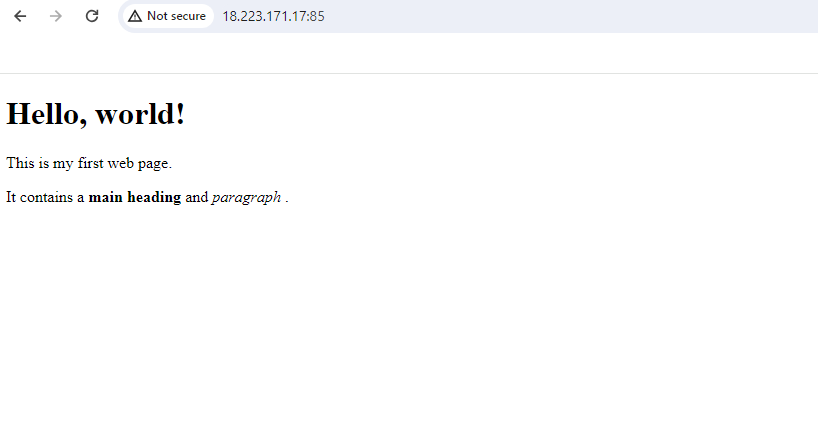 Not secure 18.223.171.17:85
Hello, world!
This is my first web page.
It contains a main heading and paragraph .